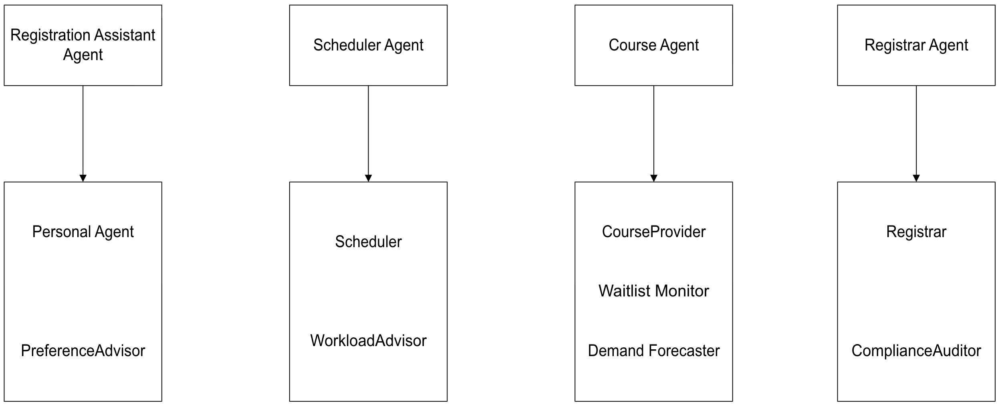 Registration Assistant
Agent
Scheduler Agent
Course Agent
Registrar Agent
Personal Agent
PreferenceAdvisor
Scheduler
WorkloadAdvisor
CourseProvider
Waitlist Monitor
Demand Forecaster
Registrar
ComplianceAuditor